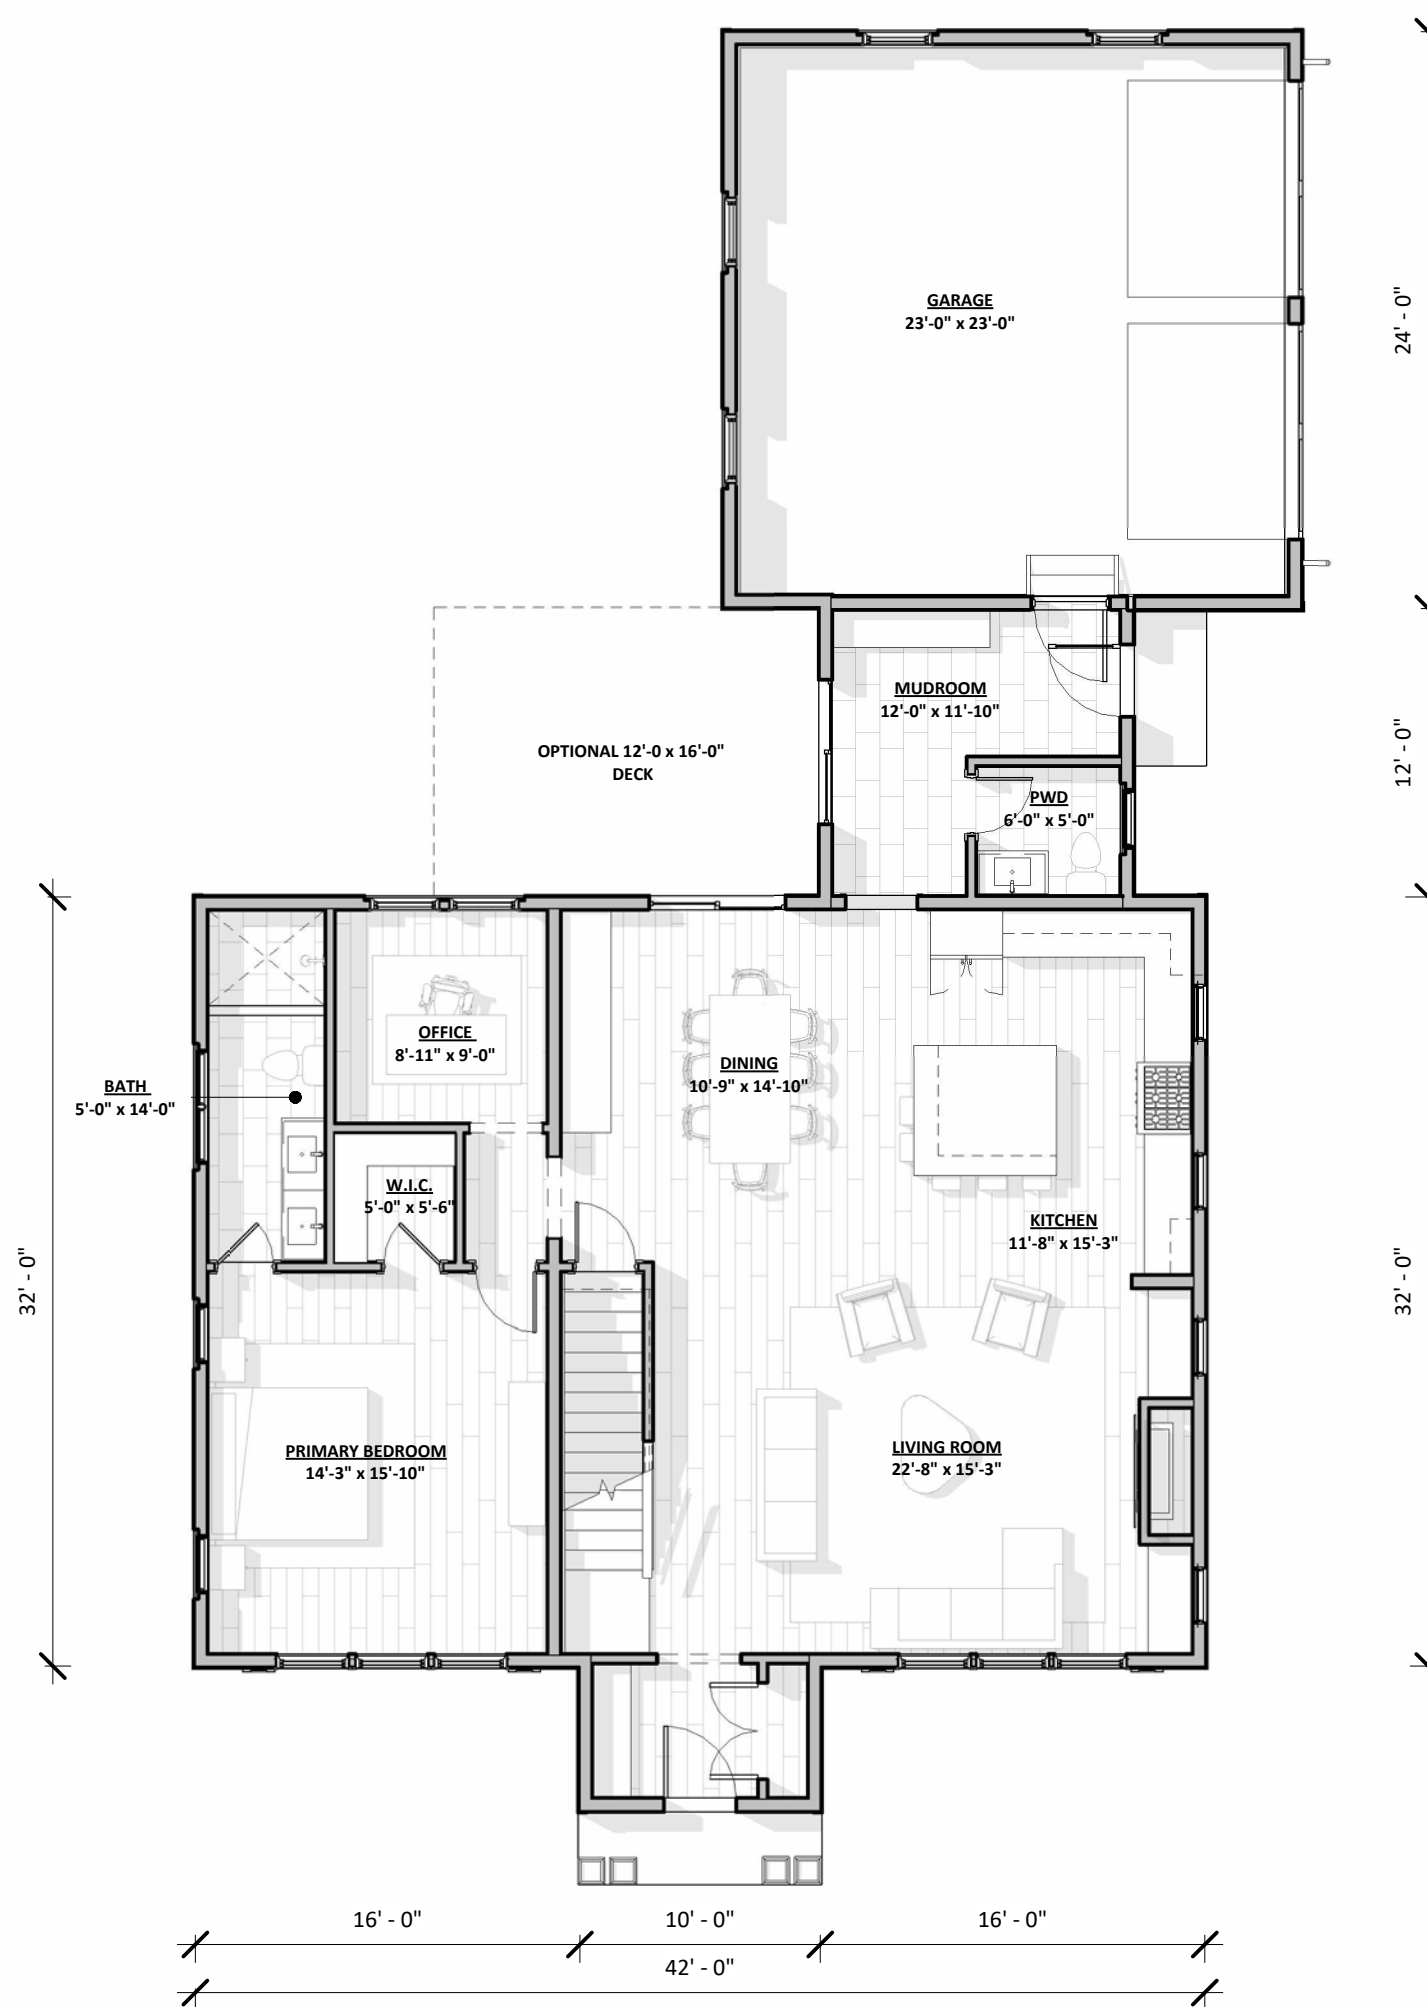 GARAGE
23'-0" x 23'-0"
24' - 0"
MUDROOM
12'-0" x 11'-10"
OPTIONAL 12'-0 x 16'-0"
DECK
12' - 0"
PWD
6'-0" x 5'-0"
OFFICE
8'-11" x 9'-0"
DINING
10'-9" x 14'-10"
BATH
5'-0" x 14'-0"
W.I.C.
5'-0" x 5'-6"
KITCHEN
11'-8" x 15'-3"
32' - 0"
32' - 0"
PRIMARY BEDROOM
14'-3" x 15'-10"
LIVING ROOM
22'-8" x 15'-3"
16' - 0"
10' - 0"
16' - 0"
42' - 0"